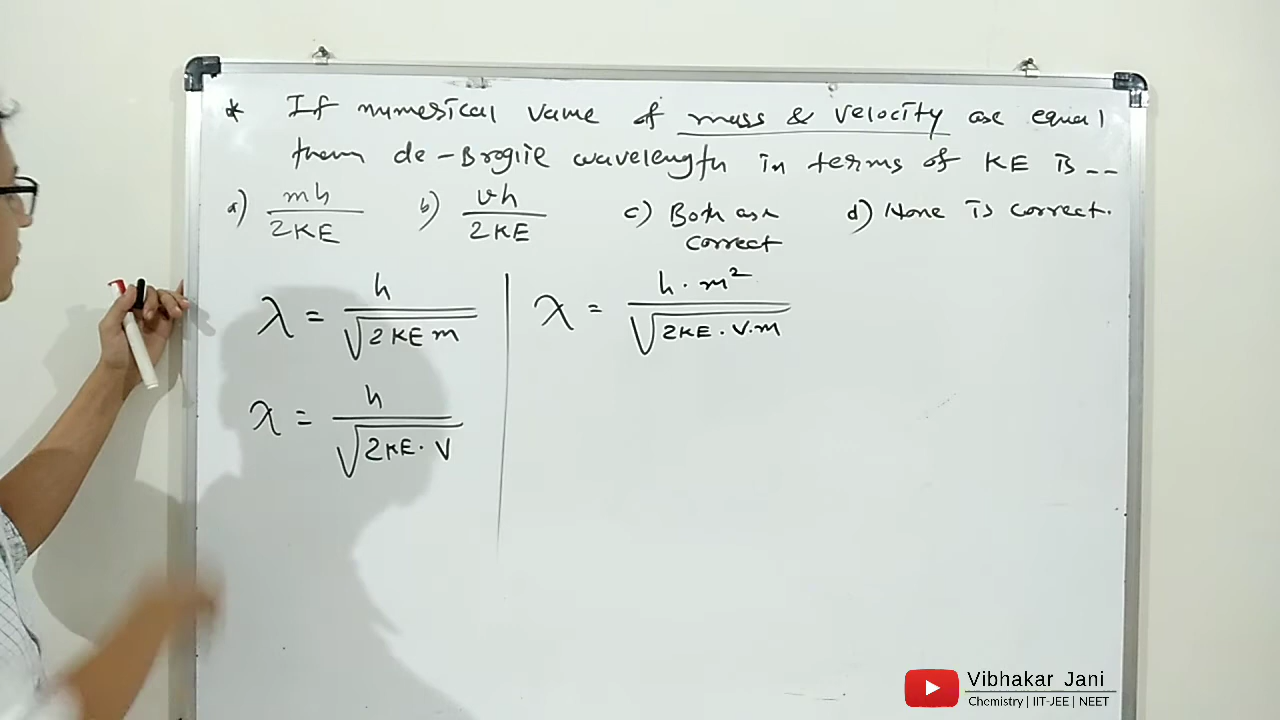 * If numerical value of mass & velocity are equal
them de-Broglie wavelength in terms of KE is --
a) mh / 2KE b) vh / 2KE c) Both are correct d) None is correct.
λ = h / √2KE m
λ = h / √2KE · V
λ = h · m² / √2KE · V.m
Vibhakar Jani
Chemistry | IIT-JEE | NEET